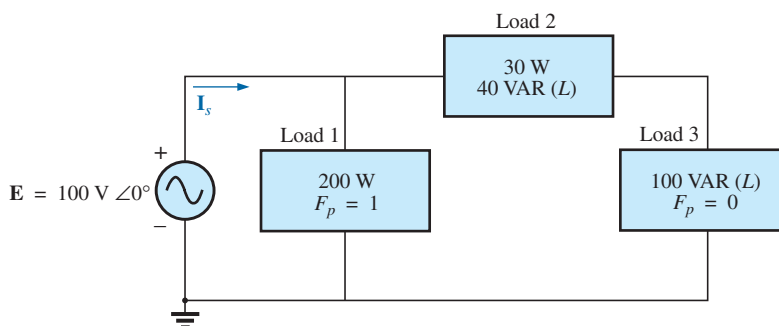 Load 2
30 W
40 VAR (L)
I_s
Load 1
Load 3
+
200 W
F_p = 1
100 VAR (L)
F_p = 0
E = 100 V ∠0°
−